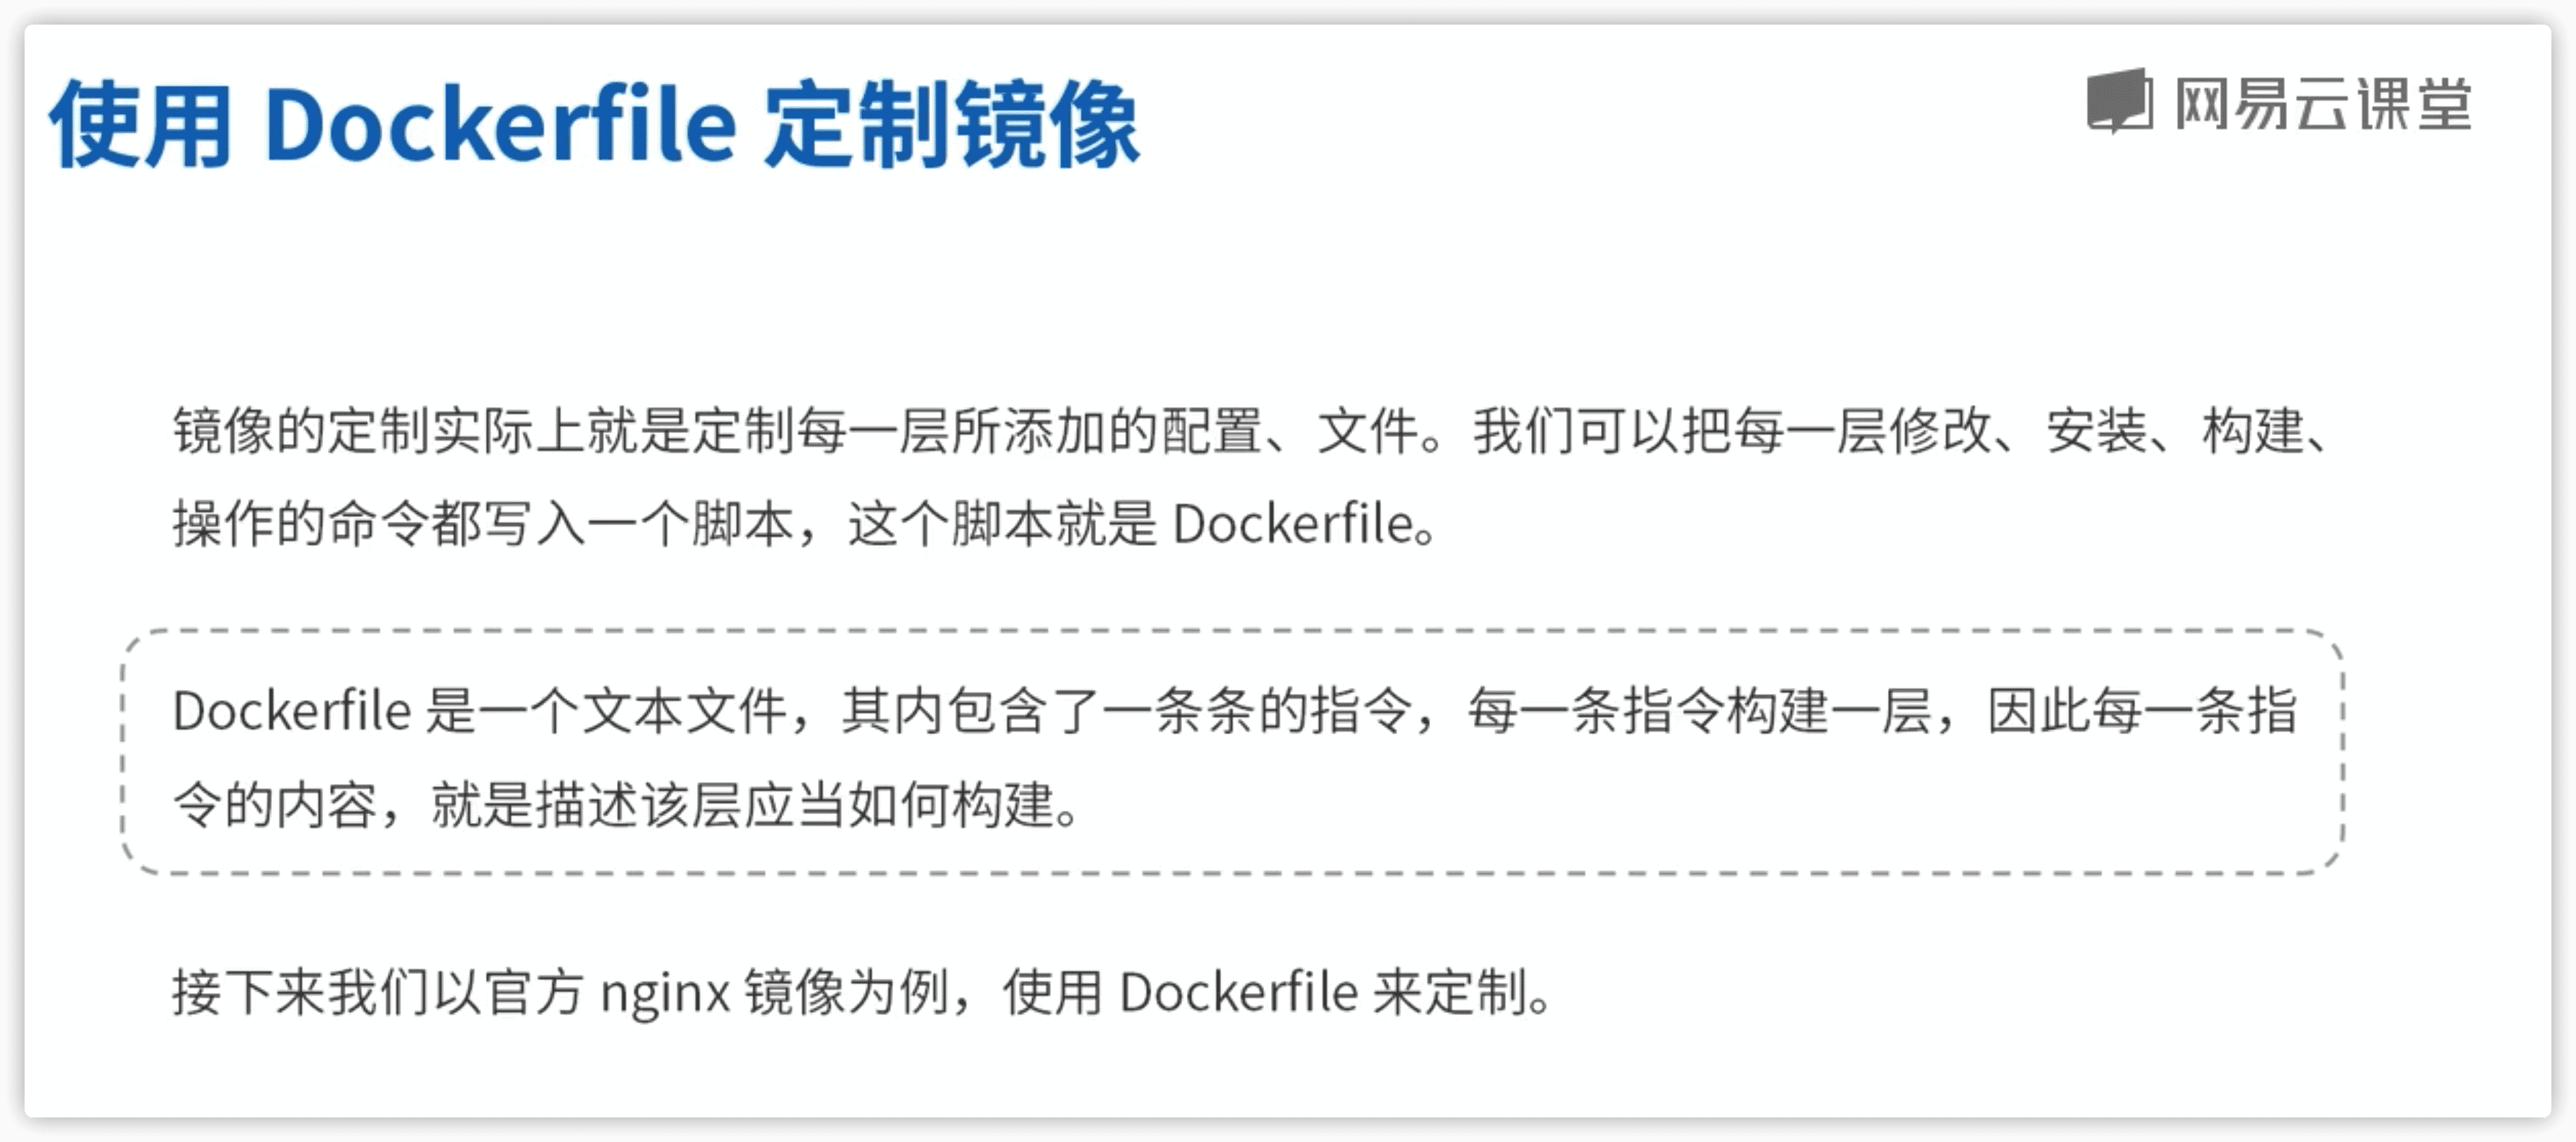 使用 Dockerfile 定制镜像
网易云课堂
镜像的定制实际上就是定制每一层所添加的配置、文件。我们可以把每一层修改、安装、构建、
操作的命令都写入一个脚本，这个脚本就是 Dockerfile。
Dockerfile 是一个文本文件，其内包含了一条条的指令，每一条指令构建一层，因此每一条指
令的内容，就是描述该层应当如何构建。
接下来我们以官方 nginx 镜像为例，使用 Dockerfile 来定制。